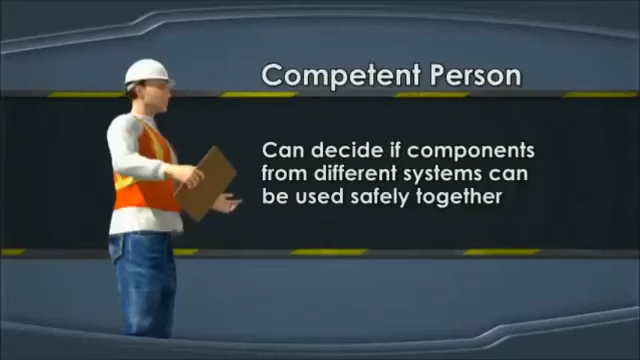 Competent Person
Can decide if components
from different systems can
be used safely together